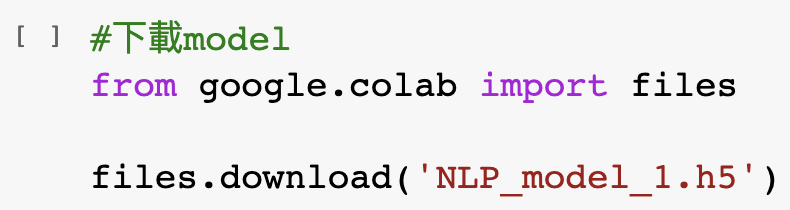 [ ] #下載model
from google.colab import files
files.download('NLP_model_1.h5')